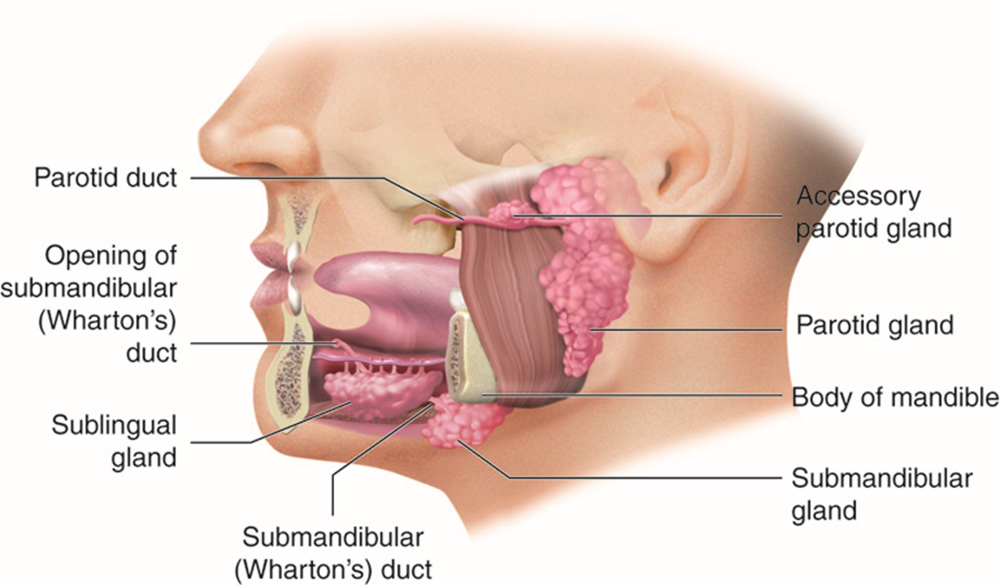 Parotid duct
Opening of
submandibular
(Wharton’s)
duct
Sublingual
gland
Submandibular
(Wharton’s) duct
Accessory
parotid gland
Parotid gland
Body of mandible
Submandibular
gland